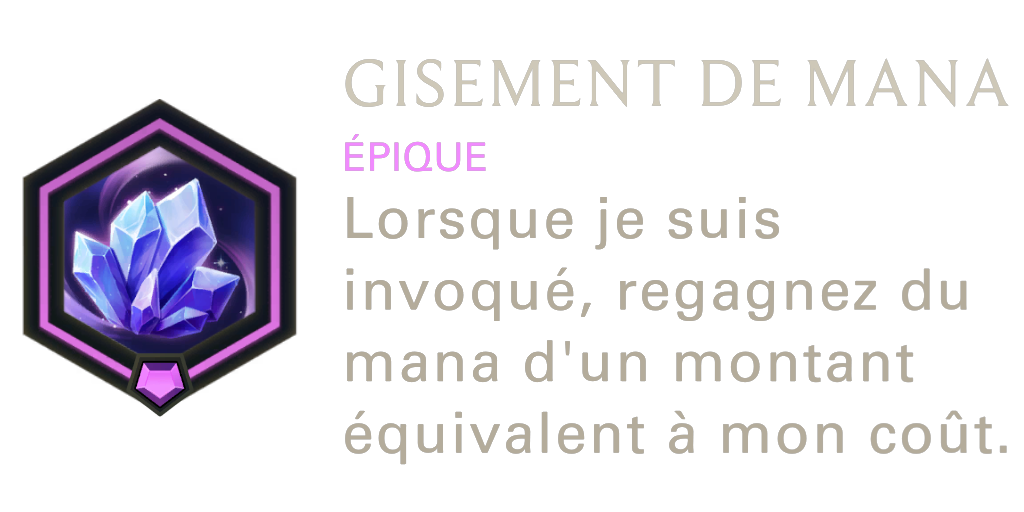 GISEMENT DE MANA
ÉPIQUE
Lorsque je suis
invoqué, regagnez du
mana d'un montant
équivalent à mon coût.